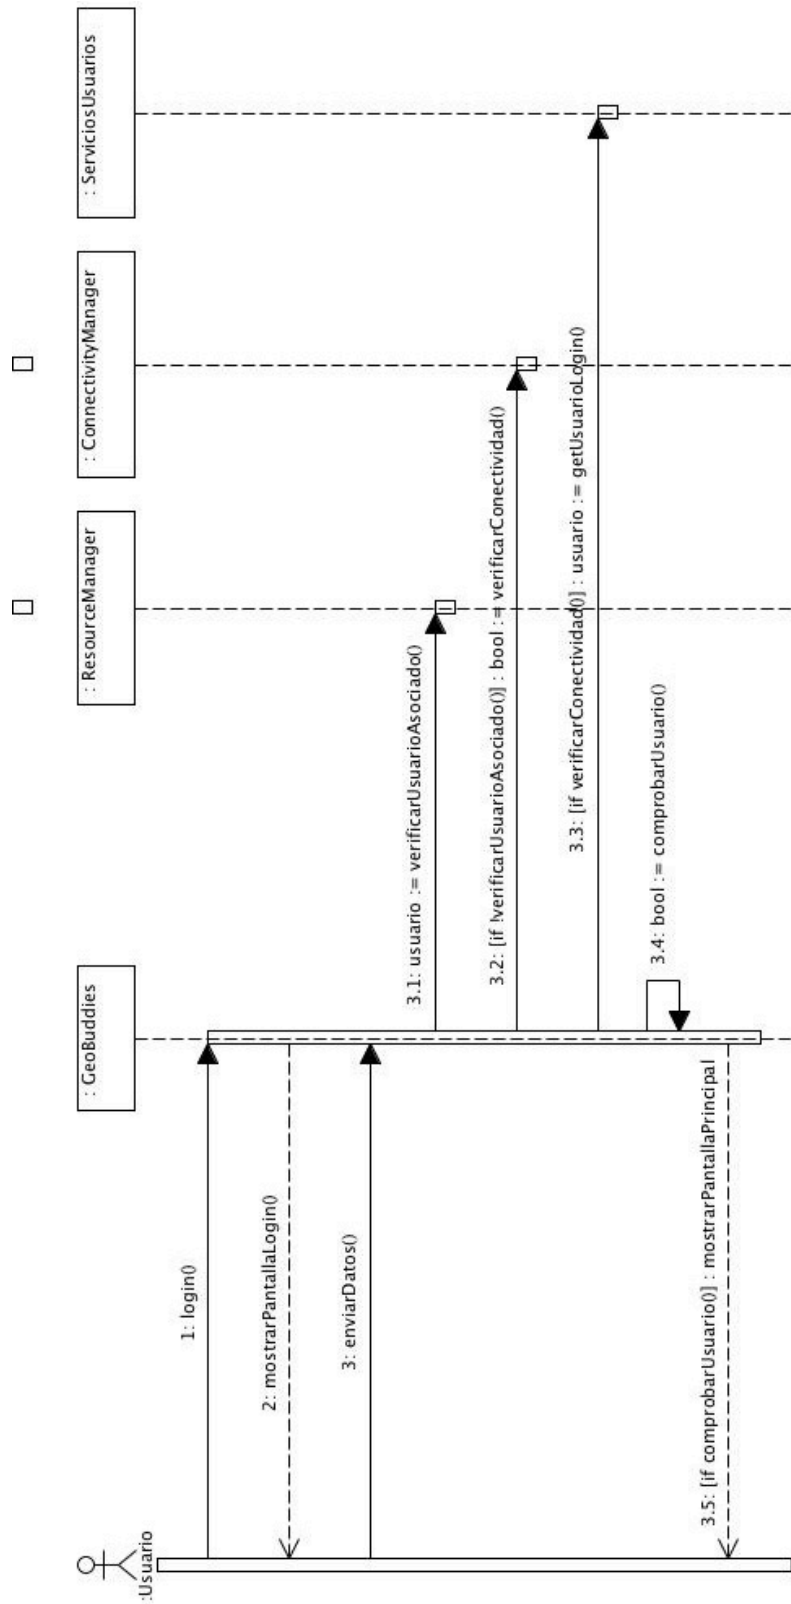 :Usuario
: GeoBuddies
: ResourceManager
: ConnectivityManager
: ServiciosUsuarios
1: login()
2: mostrarPantallaLogin()
3: enviarDatos()
3.1: usuario := verificarUsuarioAsociado()
3.2: [if !verificarUsuarioAsociado()] : bool := verificarConectividad()
3.3: [if verificarConectividad()] : usuario := getUsuarioLogin()
3.4: bool := comprobarUsuario()
3.5: [if comprobarUsuario()] : mostrarPantallaPrincipal